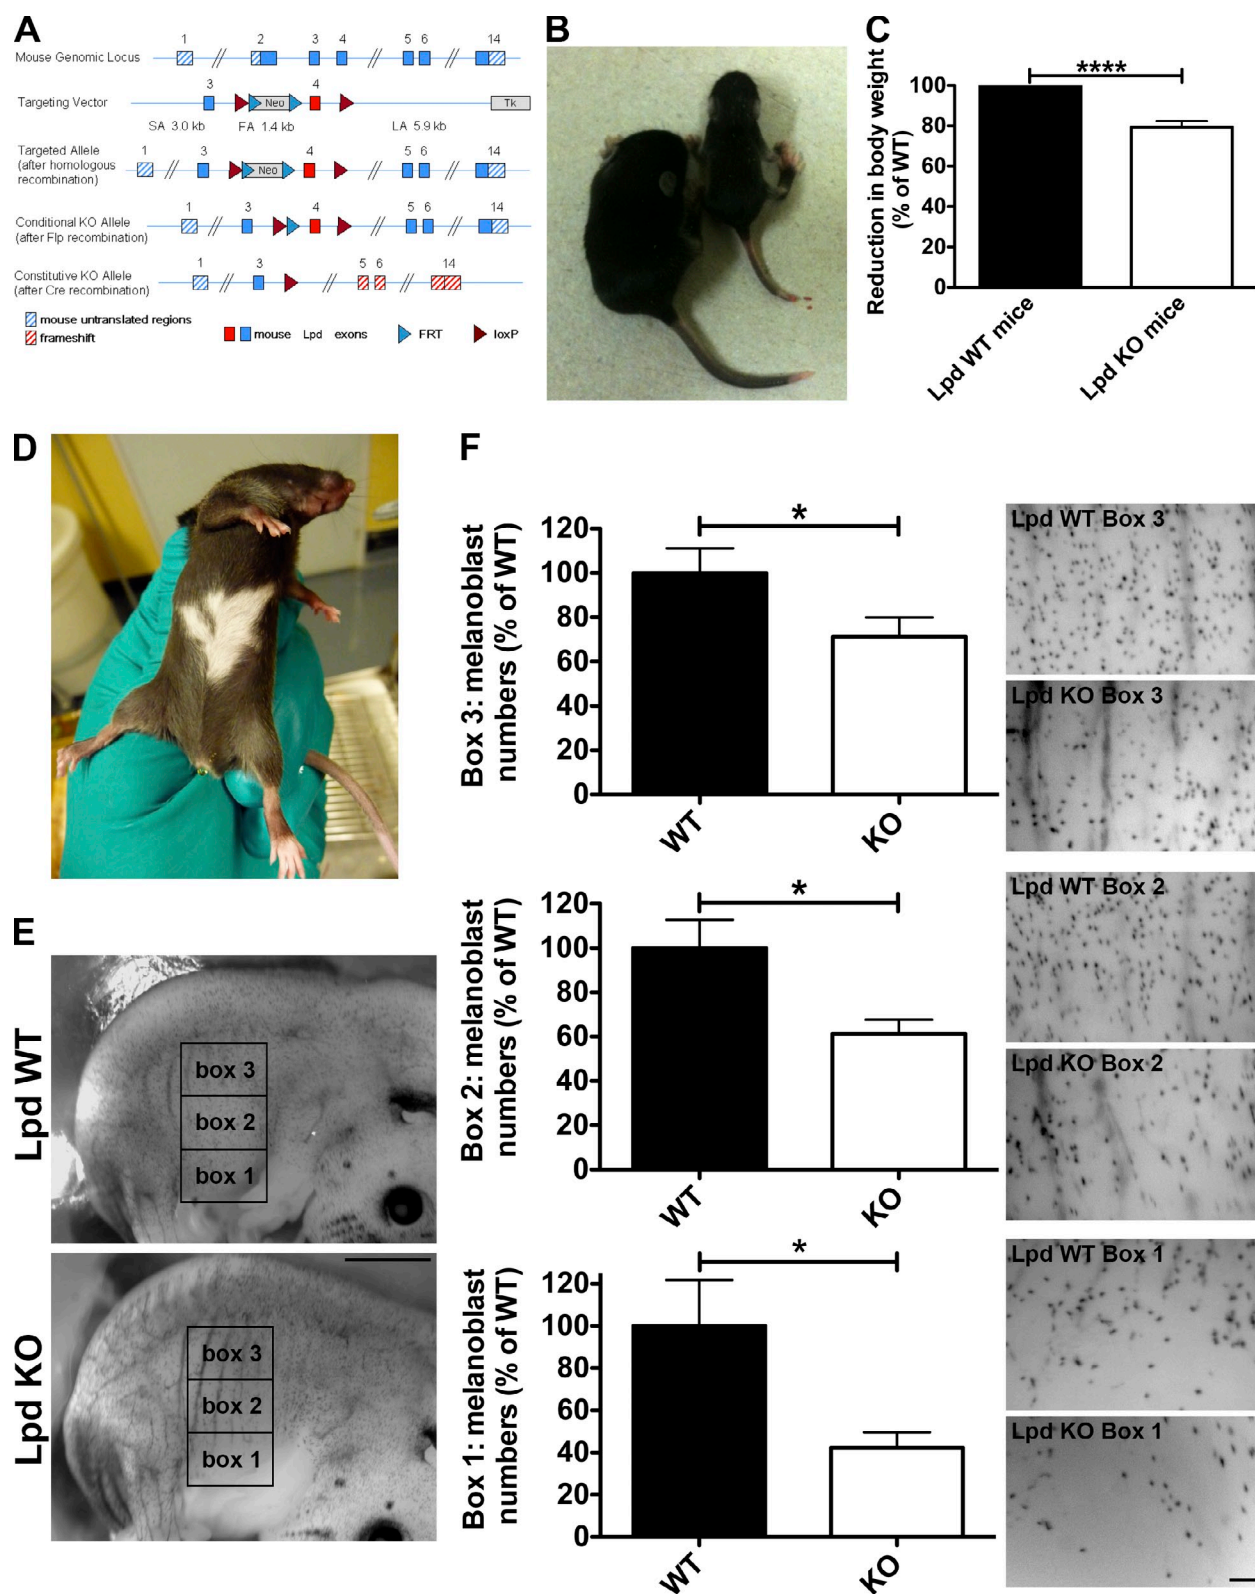 A
1 2 3 4 5 6 14
Mouse Genomic Locus
3 4
Targeting Vector
Neo
Tk
SA 3.0 kb FA 1.4 kb LA 5.9 kb
Targeted Allele
(after homologous
recombination)
1 3 4 5 6 14
Neo
Conditional KO Allele
(after Flp recombination)
1 3 4 5 6 14
Constitutive KO Allele
(after Cre recombination)
1 3 5 6 14
mouse untranslated regions
frameshift
mouse Lpd exons
FRT
loxP
B
C
****
Reduction in body weight
(% of WT)
100
80
60
40
20
0
Lpd WT mice
Lpd KO mice
D
E
Lpd WT
box 3
box 2
box 1
Lpd KO
box 3
box 2
box 1
F
Box 3: melanoblast
numbers (% of WT)
120
100
80
60
40
20
0
*
WT
KO
Lpd WT Box 3
Lpd KO Box 3
Box 2: melanoblast
numbers (% of WT)
120
100
80
60
40
20
0
*
WT
KO
Lpd WT Box 2
Lpd KO Box 2
Box 1: melanoblast
numbers (% of WT)
120
100
80
60
40
20
0
*
WT
KO
Lpd WT Box 1
Lpd KO Box 1